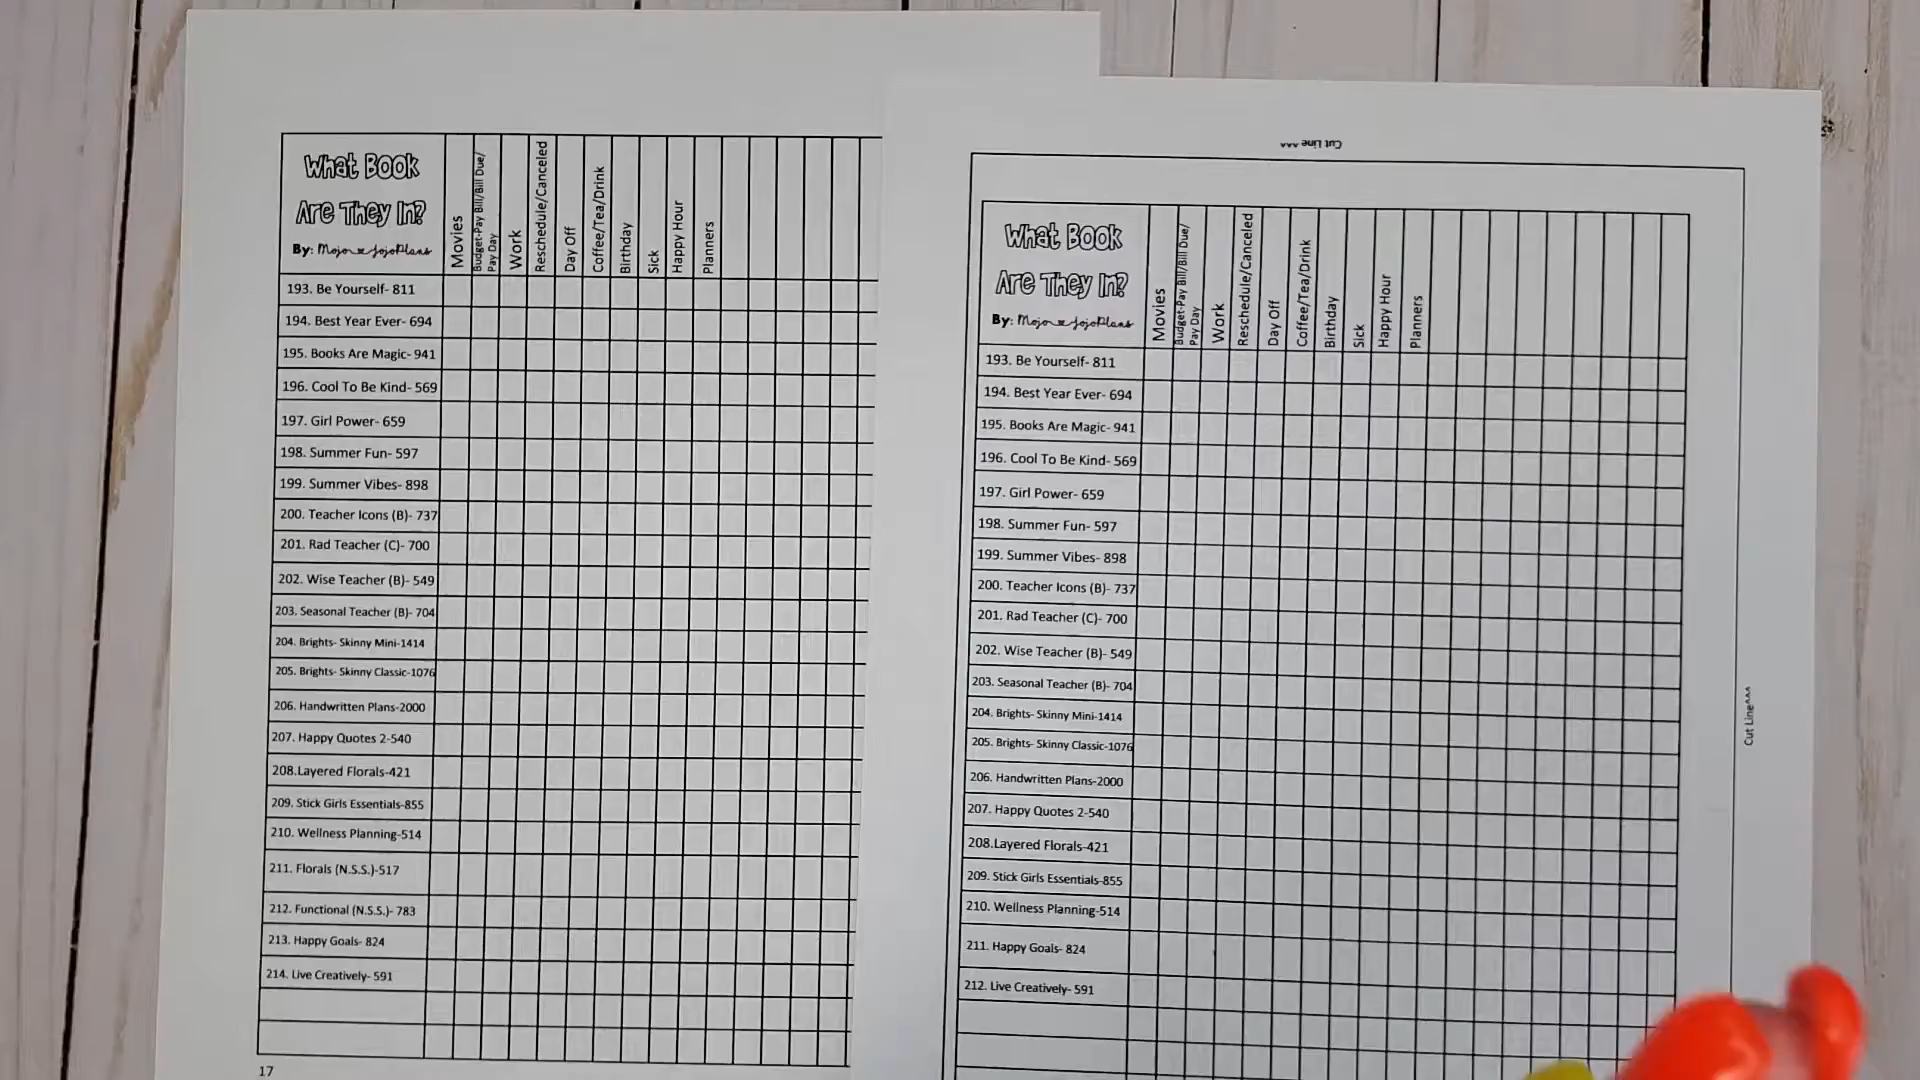 What Book
Are They In?
By: MojoxJojoPlans
Movies
Budget-Pay Bill/Bill Due/
Pay Day
Work
Reschedule/Canceled
Day Off
Coffee/Tea/Drink
Birthday
Sick
Happy Hour
Planners
193. Be Yourself- 811
194. Best Year Ever- 694
195. Books Are Magic- 941
196. Cool To Be Kind- 569
197. Girl Power- 659
198. Summer Fun- 597
199. Summer Vibes- 898
200. Teacher Icons (B)- 737
201. Rad Teacher (C)- 700
202. Wise Teacher (B)- 549
203. Seasonal Teacher (B)- 704
204. Brights- Skinny Mini-1414
205. Brights- Skinny Classic-1076
206. Handwritten Plans-2000
207. Happy Quotes 2-540
208.Layered Florals-421
209. Stick Girls Essentials-855
210. Wellness Planning-514
211. Florals (N.S.S.)-517
212. Functional (N.S.S.)- 783
213. Happy Goals- 824
214. Live Creatively- 591
17
Cut Line ^^^
What Book
Are They In?
By: MojoxJojoPlans
Movies
Budget-Pay Bill/Bill Due/
Pay Day
Work
Reschedule/Canceled
Day Off
Coffee/Tea/Drink
Birthday
Sick
Happy Hour
Planners
193. Be Yourself- 811
194. Best Year Ever- 694
195. Books Are Magic- 941
196. Cool To Be Kind- 569
197. Girl Power- 659
198. Summer Fun- 597
199. Summer Vibes- 898
200. Teacher Icons (B)- 737
201. Rad Teacher (C)- 700
202. Wise Teacher (B)- 549
203. Seasonal Teacher (B)- 704
204. Brights- Skinny Mini-1414
205. Brights- Skinny Classic-1076
206. Handwritten Plans-2000
207. Happy Quotes 2-540
208.Layered Florals-421
209. Stick Girls Essentials-855
210. Wellness Planning-514
211. Happy Goals- 824
212. Live Creatively- 591
Cut Line^^^